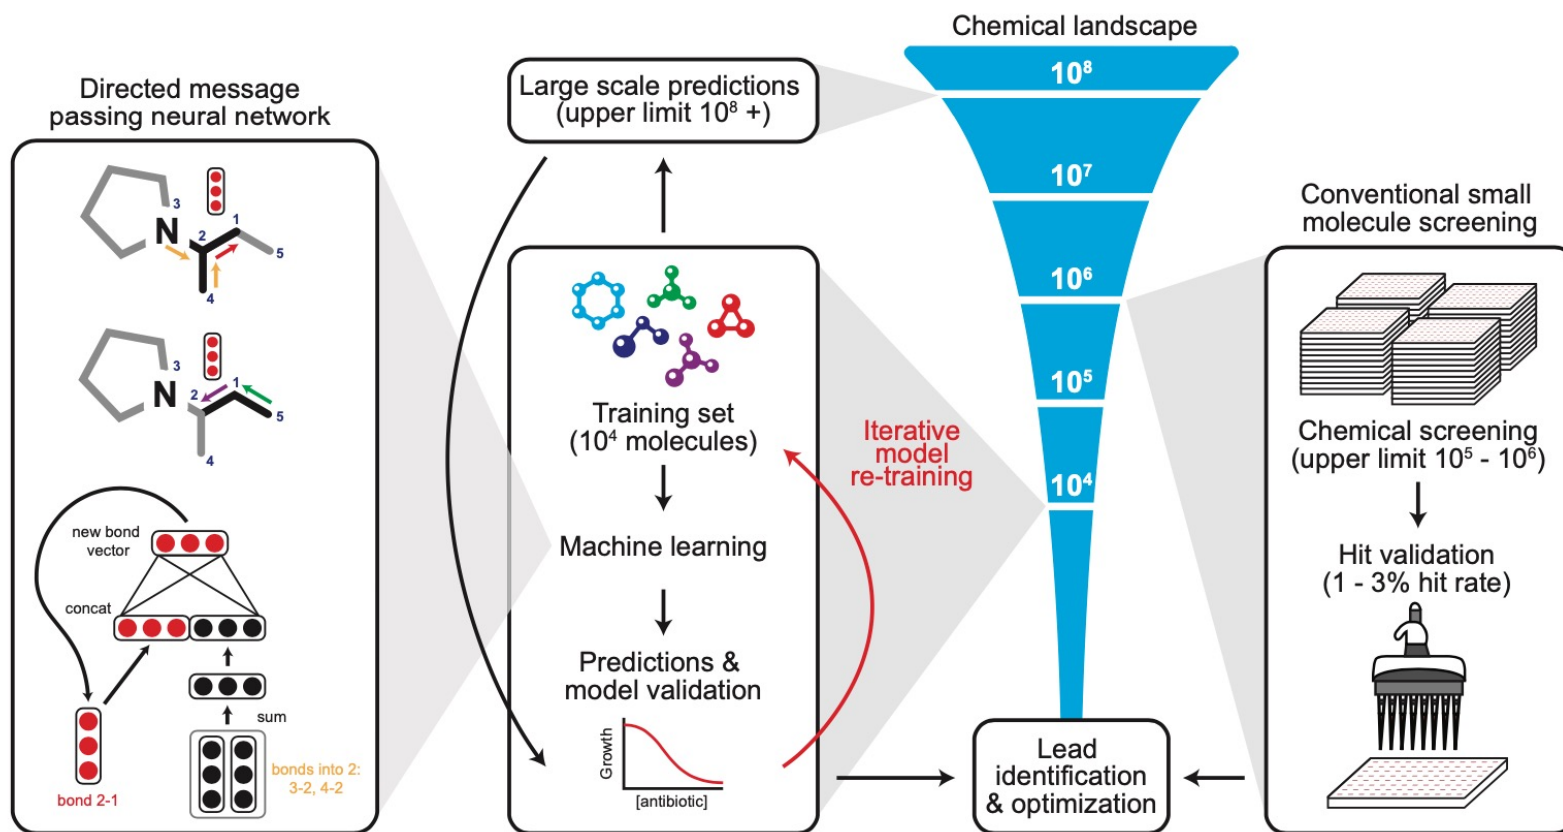 Directed message
passing neural network
N
3
2
1
5
4
N
3
2
1
5
4
new bond
vector
concat
sum
bond 2-1
bonds into 2:
3-2, 4-2
Large scale predictions
(upper limit 10⁸ +)
Training set
(10⁴ molecules)
Machine learning
Predictions &
model validation
Growth
[antibiotic]
Iterative
model
re-training
Chemical landscape
10⁸
10⁷
10⁶
10⁵
10⁴
Lead
identification
& optimization
Conventional small
molecule screening
Chemical screening
(upper limit 10⁵ - 10⁶)
Hit validation
(1 - 3% hit rate)